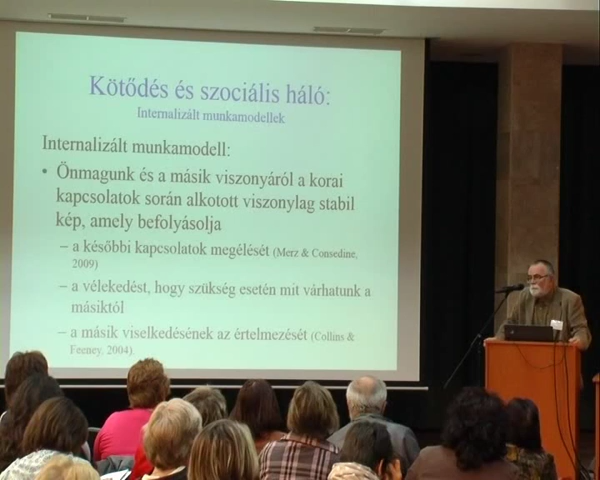 Kötődés és szociális háló:
Internalizált munkamodellek
Internalizált munkamodell:
• Önmagunk és a másik viszonyáról a korai
kapcsolatok során alkotott viszonylag stabil
kép, amely befolyásolja
– a későbbi kapcsolatok megélését (Merz & Consedine,
2009)
– a vélekedést, hogy szükség esetén mit várhatunk a
másiktól
– a másik viselkedésének az értelmezését (Collins &
Feeney, 2004)